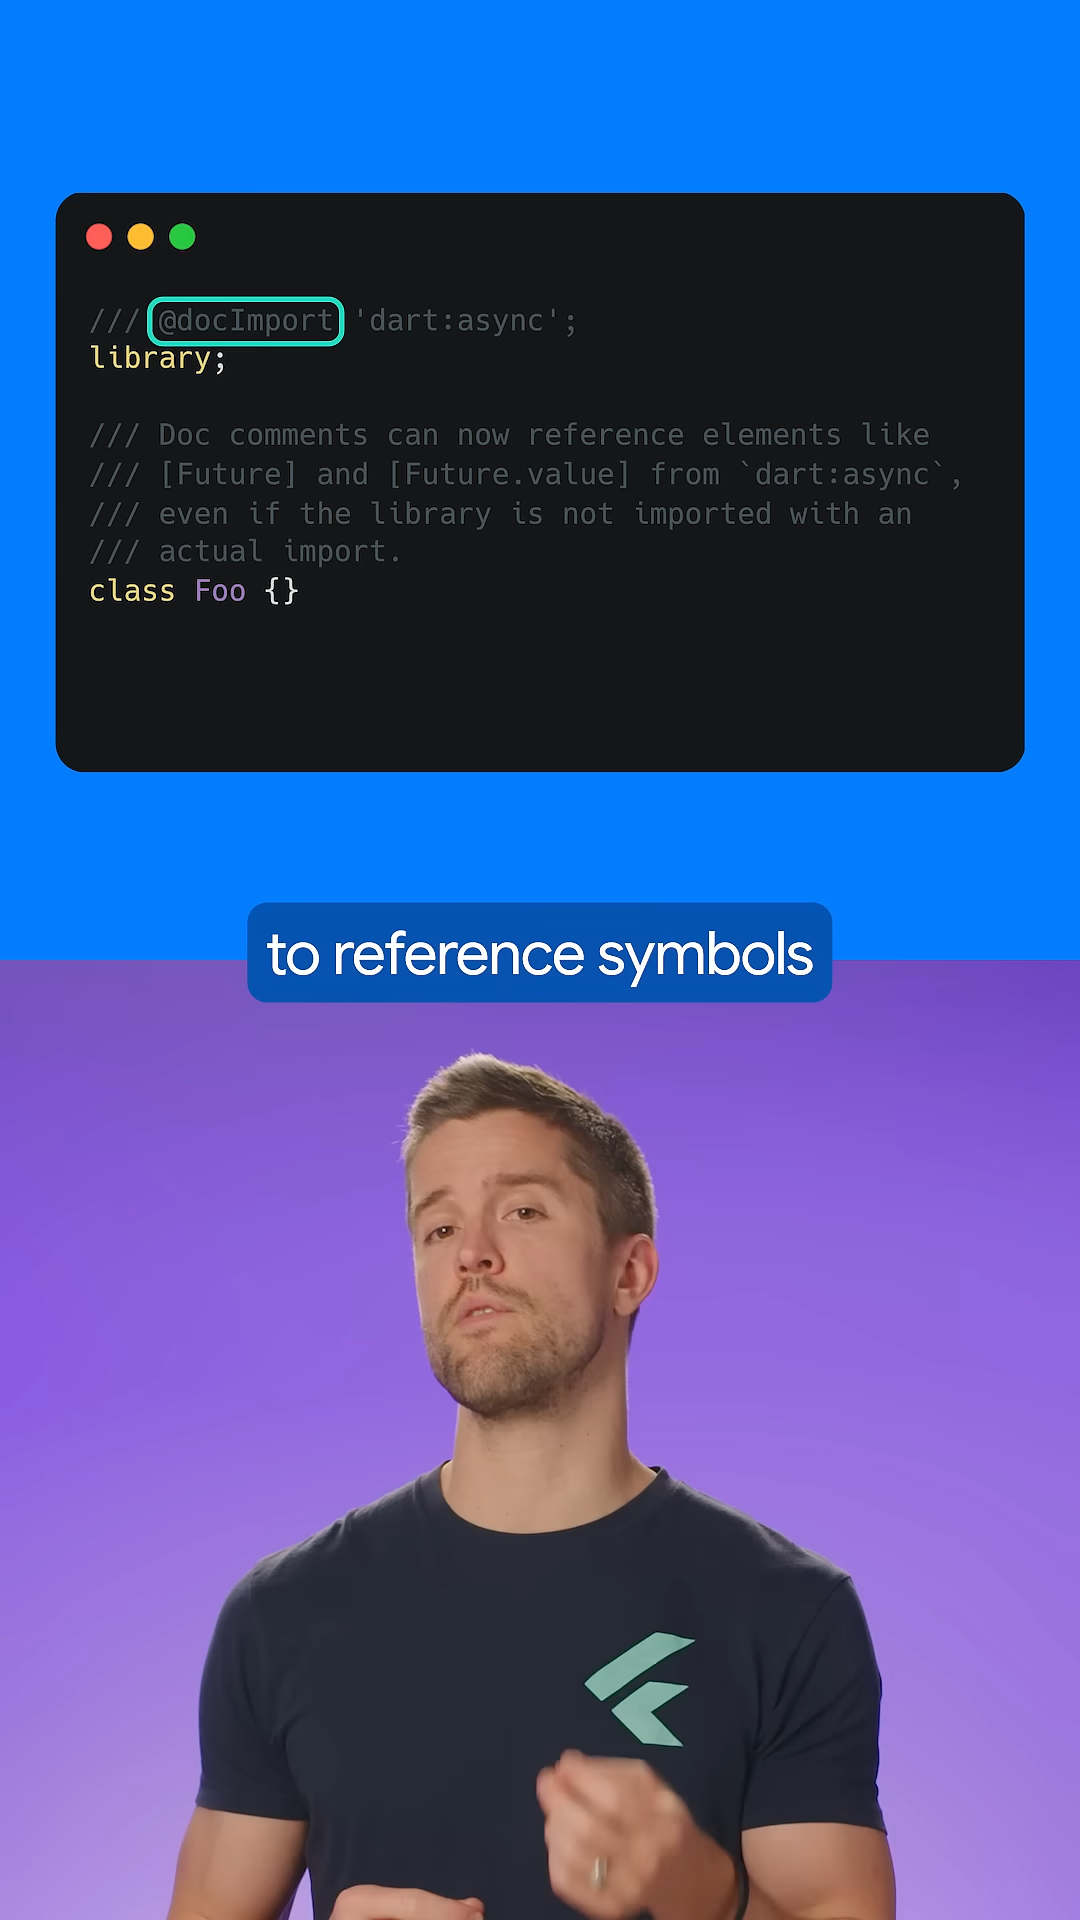 /// @docImport 'dart:async';
library;
/// Doc comments can now reference elements like
/// [Future] and [Future.value] from `dart:async`,
/// even if the library is not imported with an
/// actual import.
class Foo {}
to reference symbols